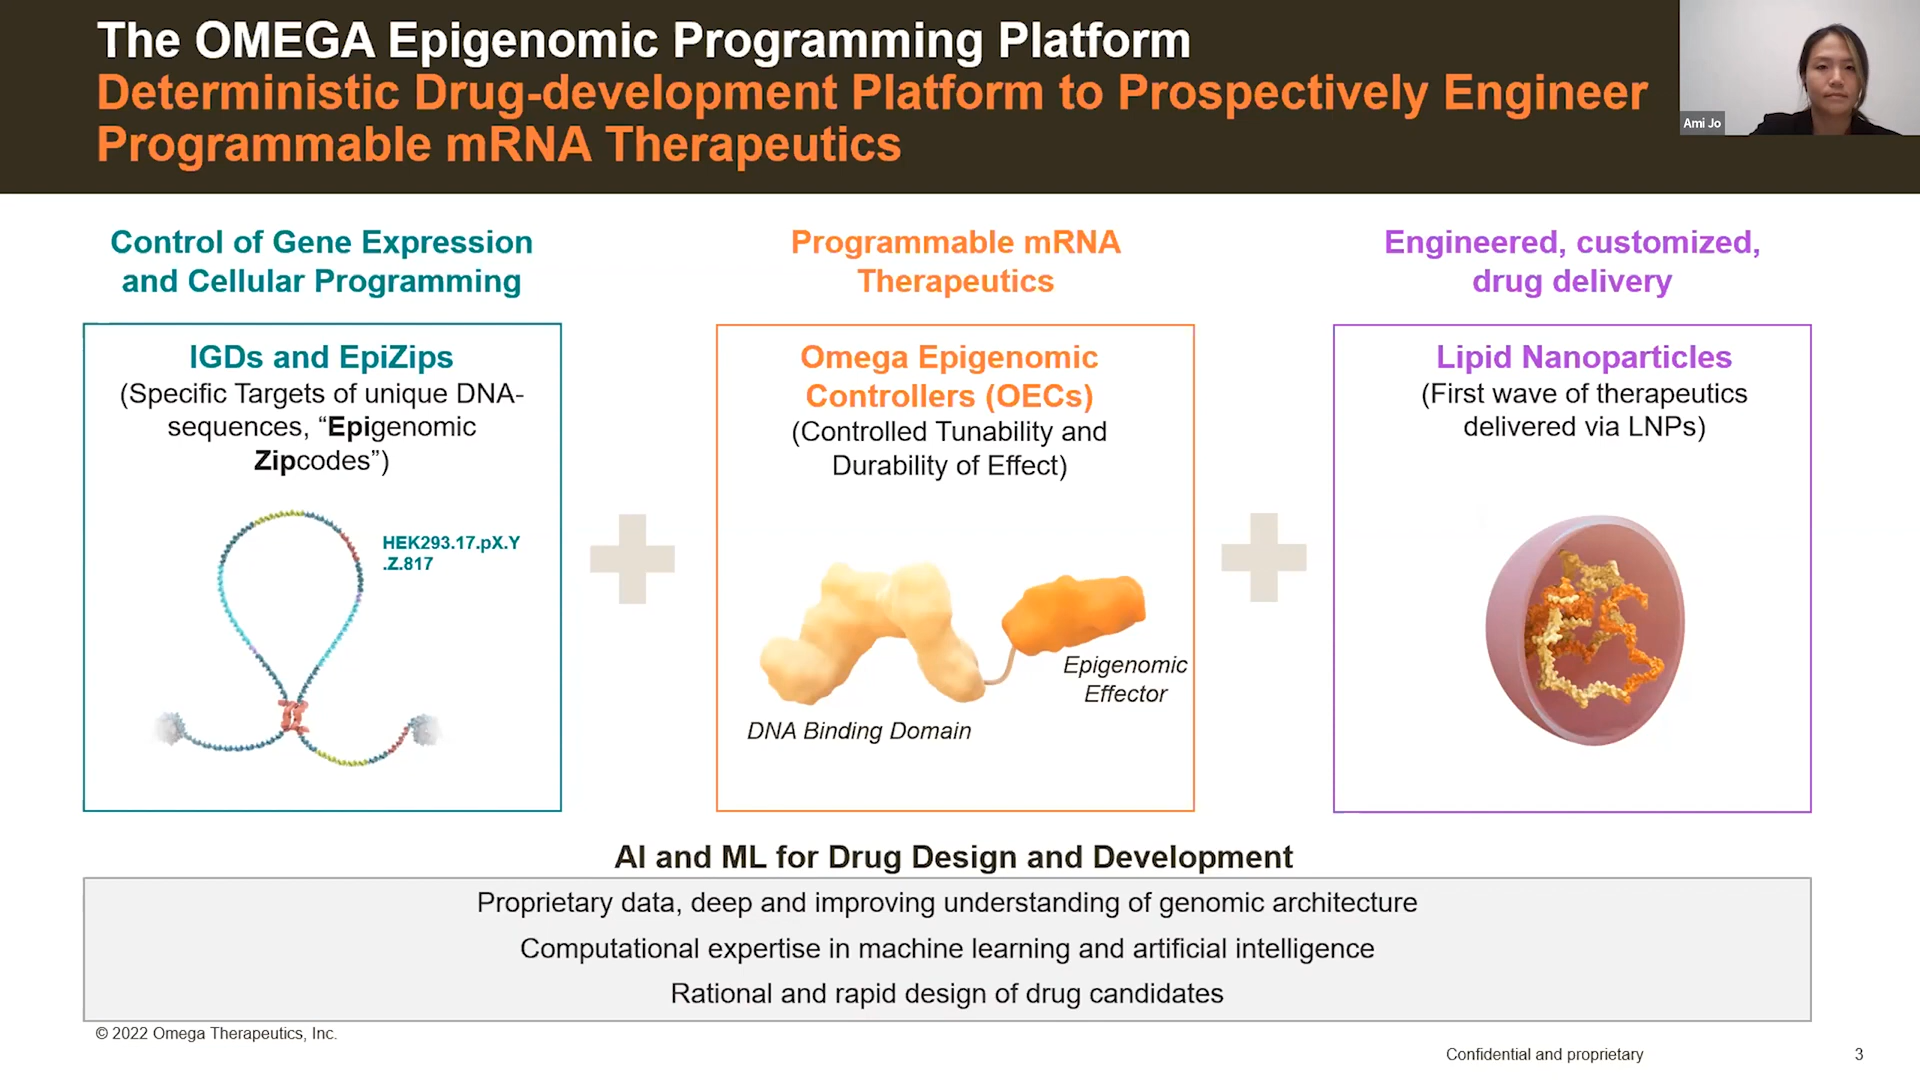 The OMEGA Epigenomic Programming Platform
Deterministic Drug-development Platform to Prospectively Engineer
Programmable mRNA Therapeutics
Ami Jo
Control of Gene Expression
and Cellular Programming
IGDs and EpiZips
(Specific Targets of unique DNA-
sequences, “Epigenomic
Zipcodes”)
HEK293.17.pX.Y
.Z.817
Programmable mRNA
Therapeutics
Omega Epigenomic
Controllers (OECs)
(Controlled Tunability and
Durability of Effect)
Epigenomic
Effector
DNA Binding Domain
Engineered, customized,
drug delivery
Lipid Nanoparticles
(First wave of therapeutics
delivered via LNPs)
AI and ML for Drug Design and Development
Proprietary data, deep and improving understanding of genomic architecture
Computational expertise in machine learning and artificial intelligence
Rational and rapid design of drug candidates
© 2022 Omega Therapeutics, Inc.
Confidential and proprietary
3